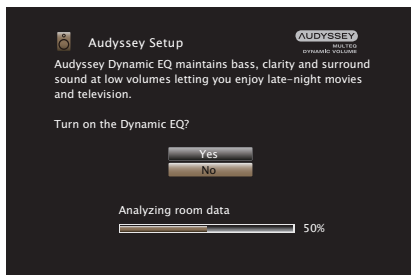 Audyssey Setup
AUDYSSEY
MULTEQ
DYNAMIC VOLUME
Audyssey Dynamic EQ maintains bass, clarity and surround
sound at low volumes letting you enjoy late-night movies
and television.
Turn on the Dynamic EQ?
Yes
No
Analyzing room data
50%